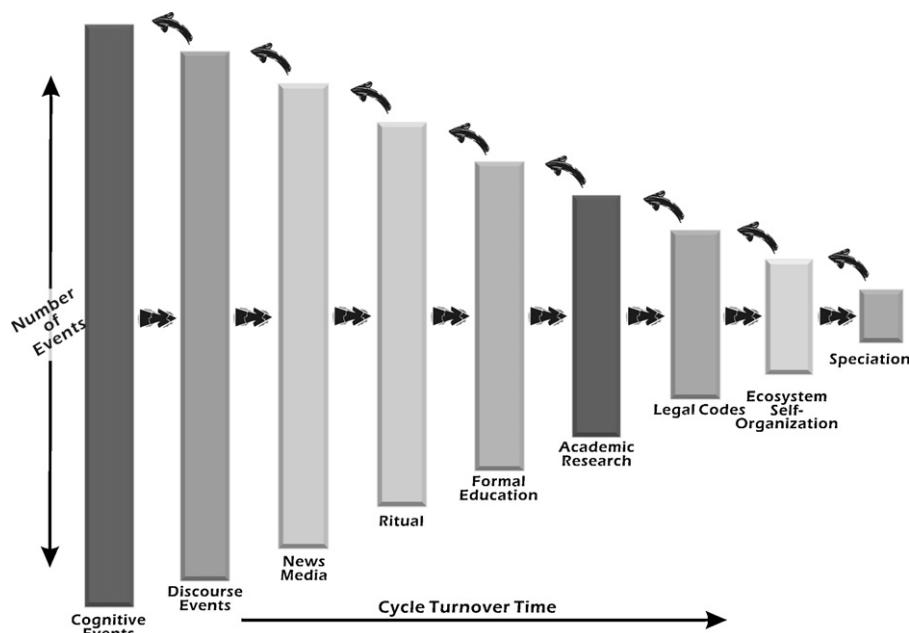 Number
of
Events
Cognitive
Events
Discourse
Events
News
Media
Ritual
Formal
Education
Academic
Research
Legal Codes
Ecosystem
Self-
Organization
Speciation
Cycle Turnover Time